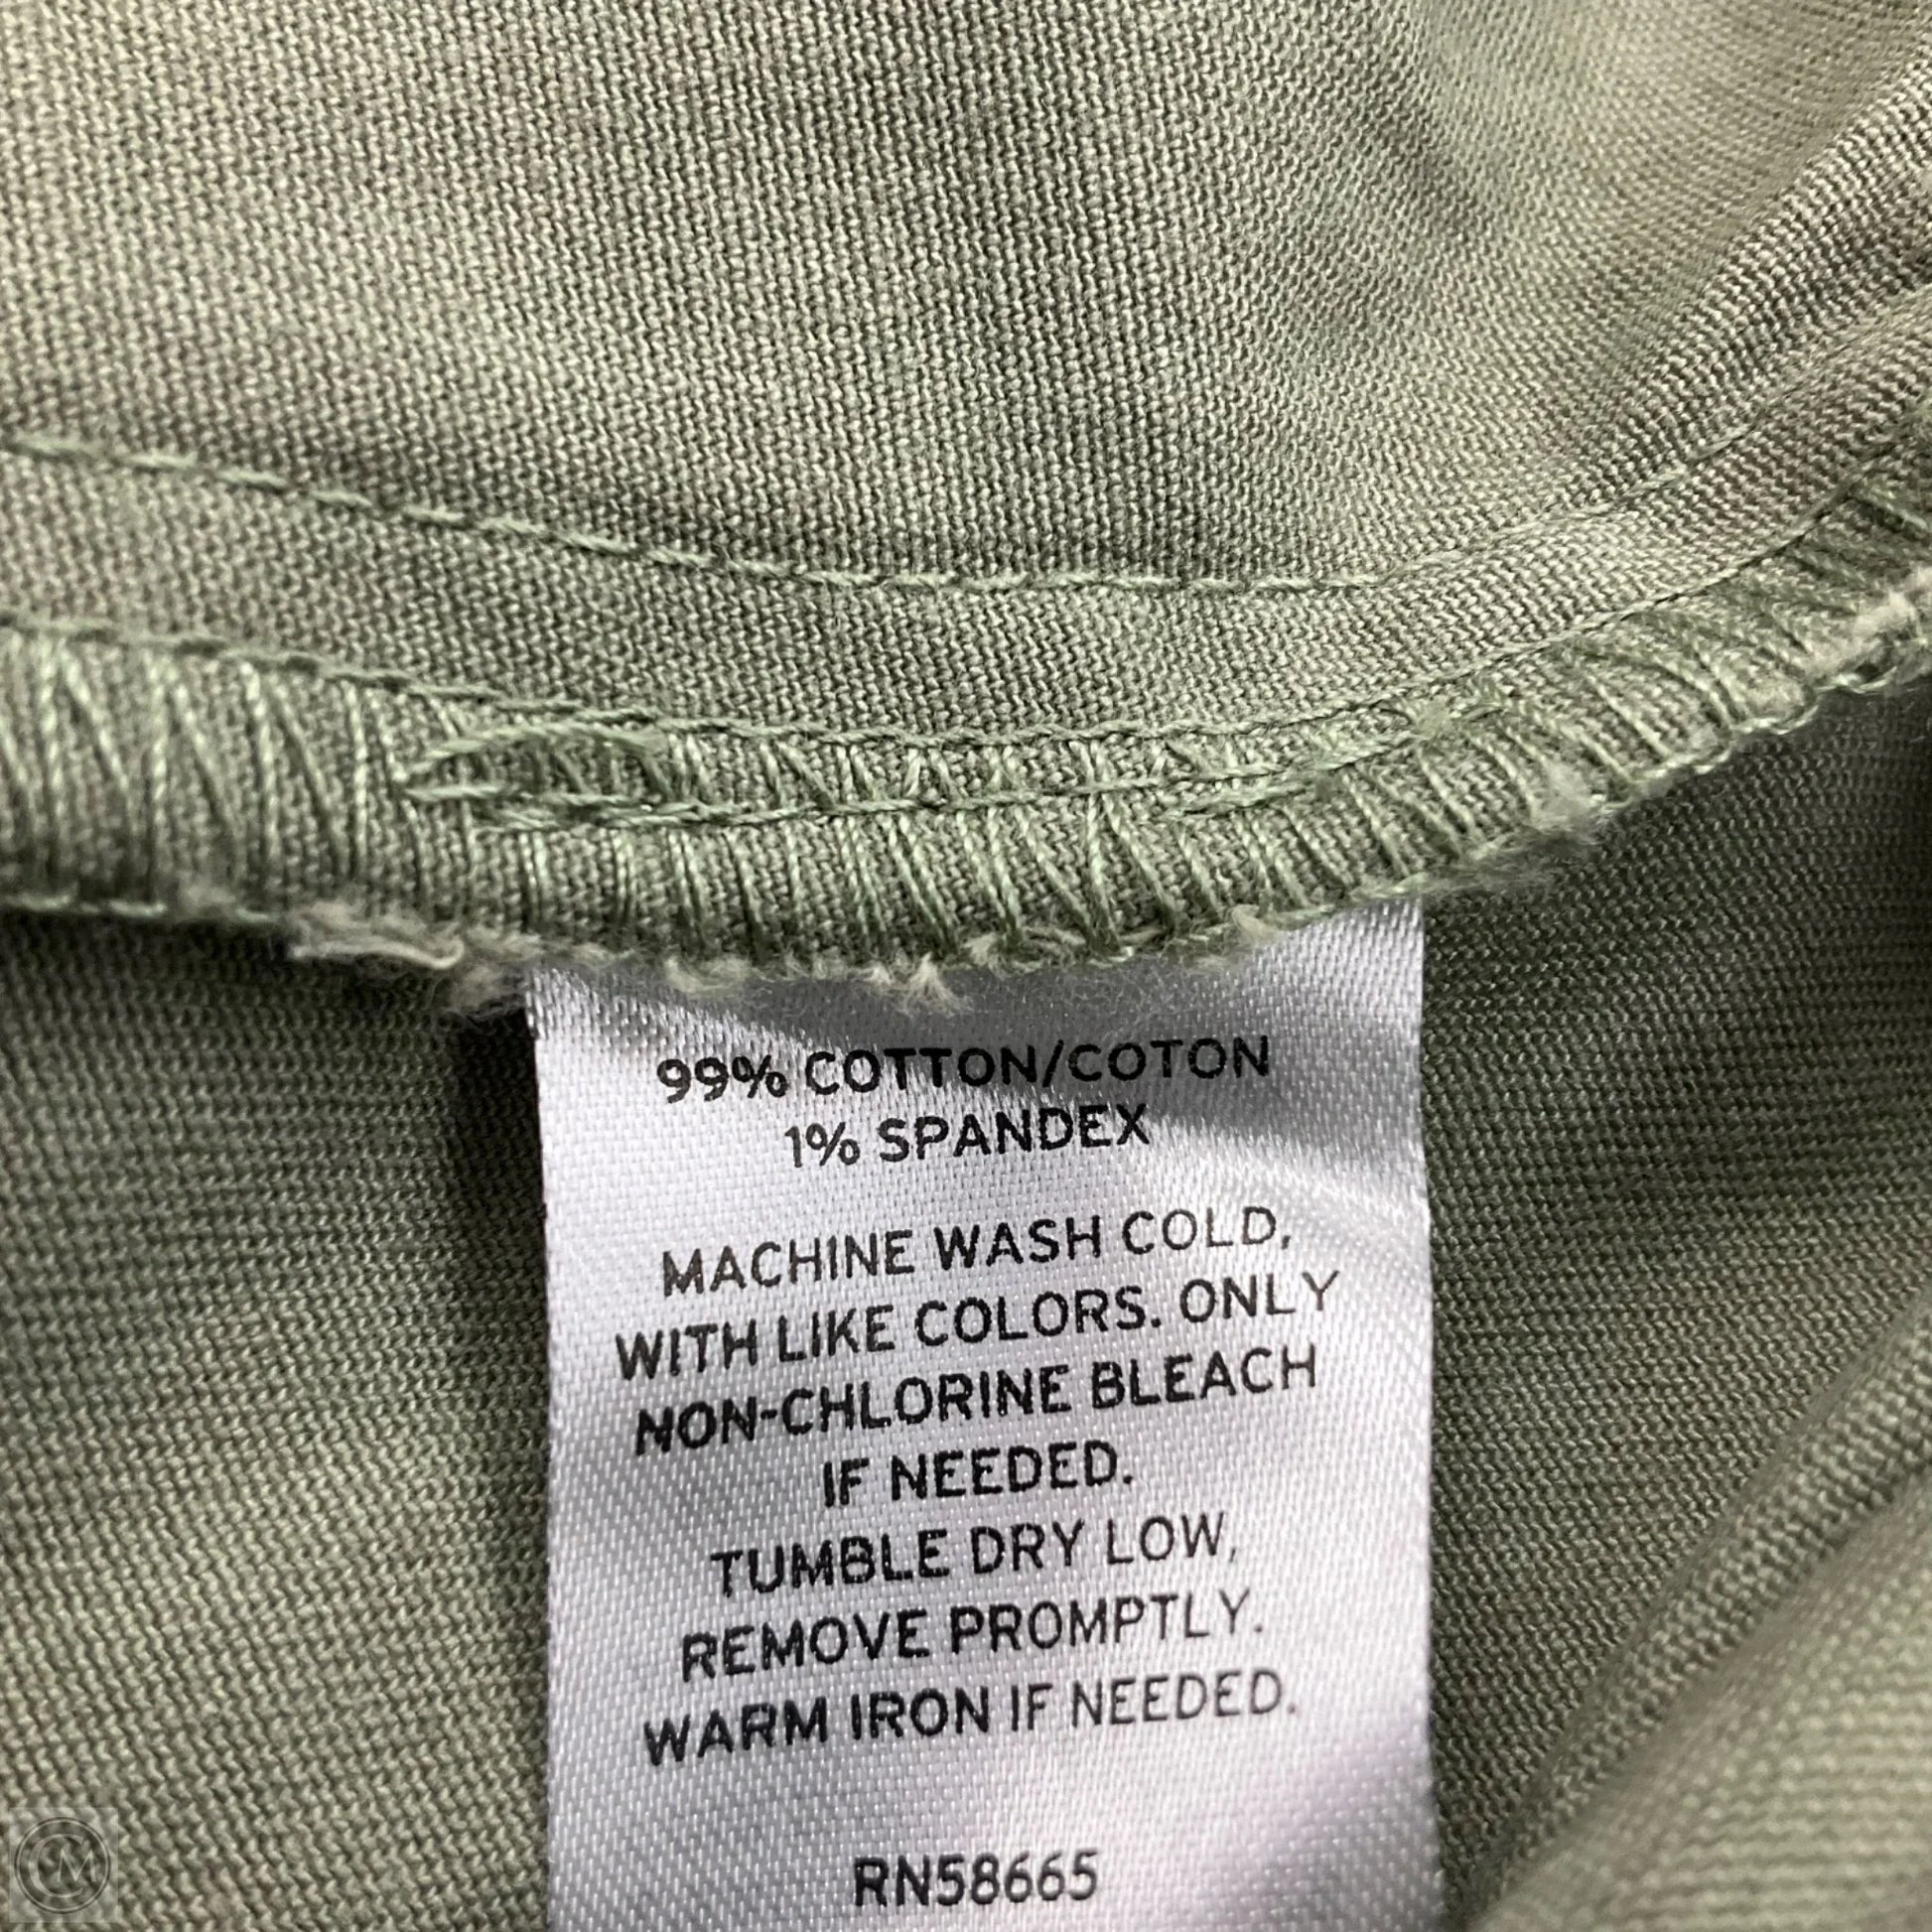 99% COTTON/COTON
1% SPANDEX
MACHINE WASH COLD,
WITH LIKE COLORS. ONLY
NON-CHLORINE BLEACH
IF NEEDED.
TUMBLE DRY LOW,
REMOVE PROMPTLY.
WARM IRON IF NEEDED.
RN58665
CM